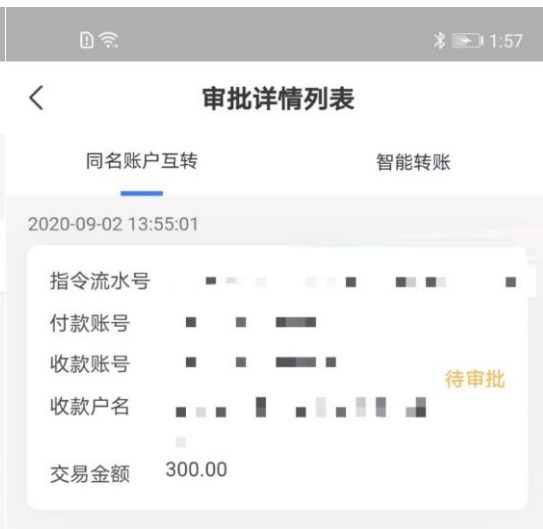 1:57
审批详情列表
同名账户互转 智能转账
2020-09-02 13:55:01
指令流水号
付款账号
收款账号
待审批
收款户名
交易金额 300.00